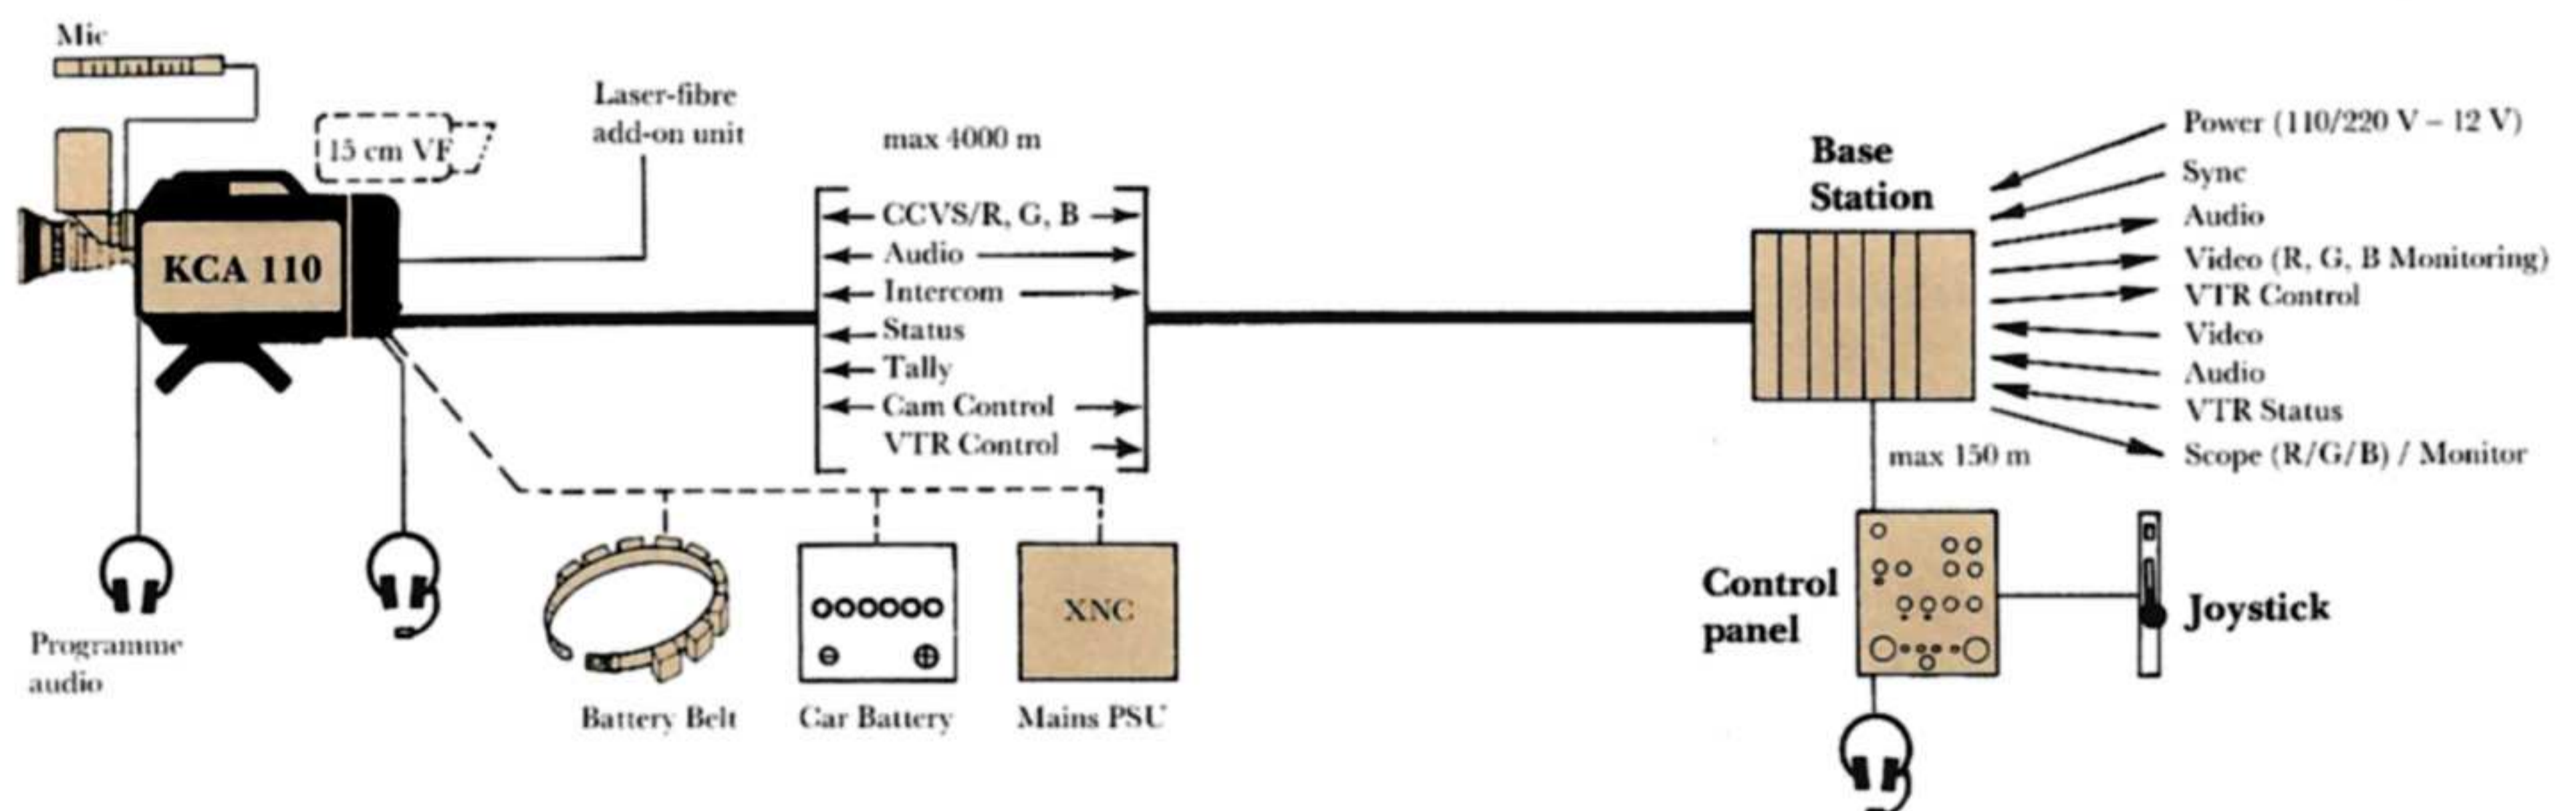 Mic
15 cm VF
KCA 110
Laser-fibre
add-on unit
max 4000 m
CCVS/R, G, B
Audio
Intercom
Status
Tally
Cam Control
VTR Control
Base
Station
Power (110/220 V – 12 V)
Sync
Audio
Video (R, G, B Monitoring)
VTR Control
Video
Audio
VTR Status
Scope (R/G/B) / Monitor
max 150 m
Control
panel
Joystick
Programme
audio
XNC
Battery Belt
Car Battery
Mains PSU